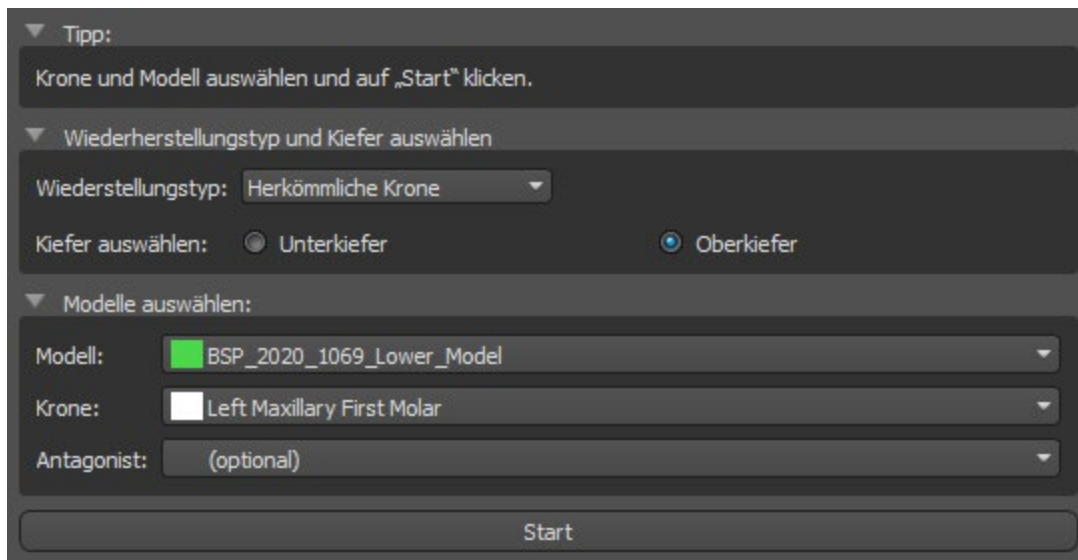 Tipp:
Krone und Modell auswählen und auf „Start“ klicken.
Wiederherstellungstyp und Kiefer auswählen
Wiederstellungstyp: Herkömmliche Krone
Kiefer auswählen: Unterkiefer Oberkiefer
Modelle auswählen:
Modell: BSP_2020_1069_Lower_Model
Krone: Left Maxillary First Molar
Antagonist: (optional)
Start